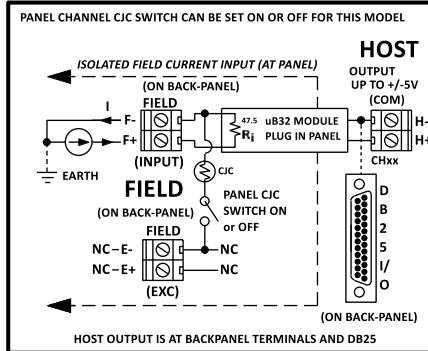 PANEL CHANNEL CJC SWITCH CAN BE SET ON OR OFF FOR THIS MODEL
HOST
ISOLATED FIELD CURRENT INPUT (AT PANEL)
OUTPUT
UP TO +/-5V
(COM)
(ON BACK-PANEL)
FIELD
I
F-
F+
47.5
Ri
uB32 MODULE
PLUG IN PANEL
H-
H+
(INPUT)
CHxx
EARTH
CJC
FIELD
(ON BACK-PANEL)
PANEL CJC
SWITCH ON
or OFF
D
B
2
5
I/
O
FIELD
NC-E-
NC
NC-E+
NC
(EXC)
(ON BACK-PANEL)
HOST OUTPUT IS AT BACKPANEL TERMINALS AND DB25